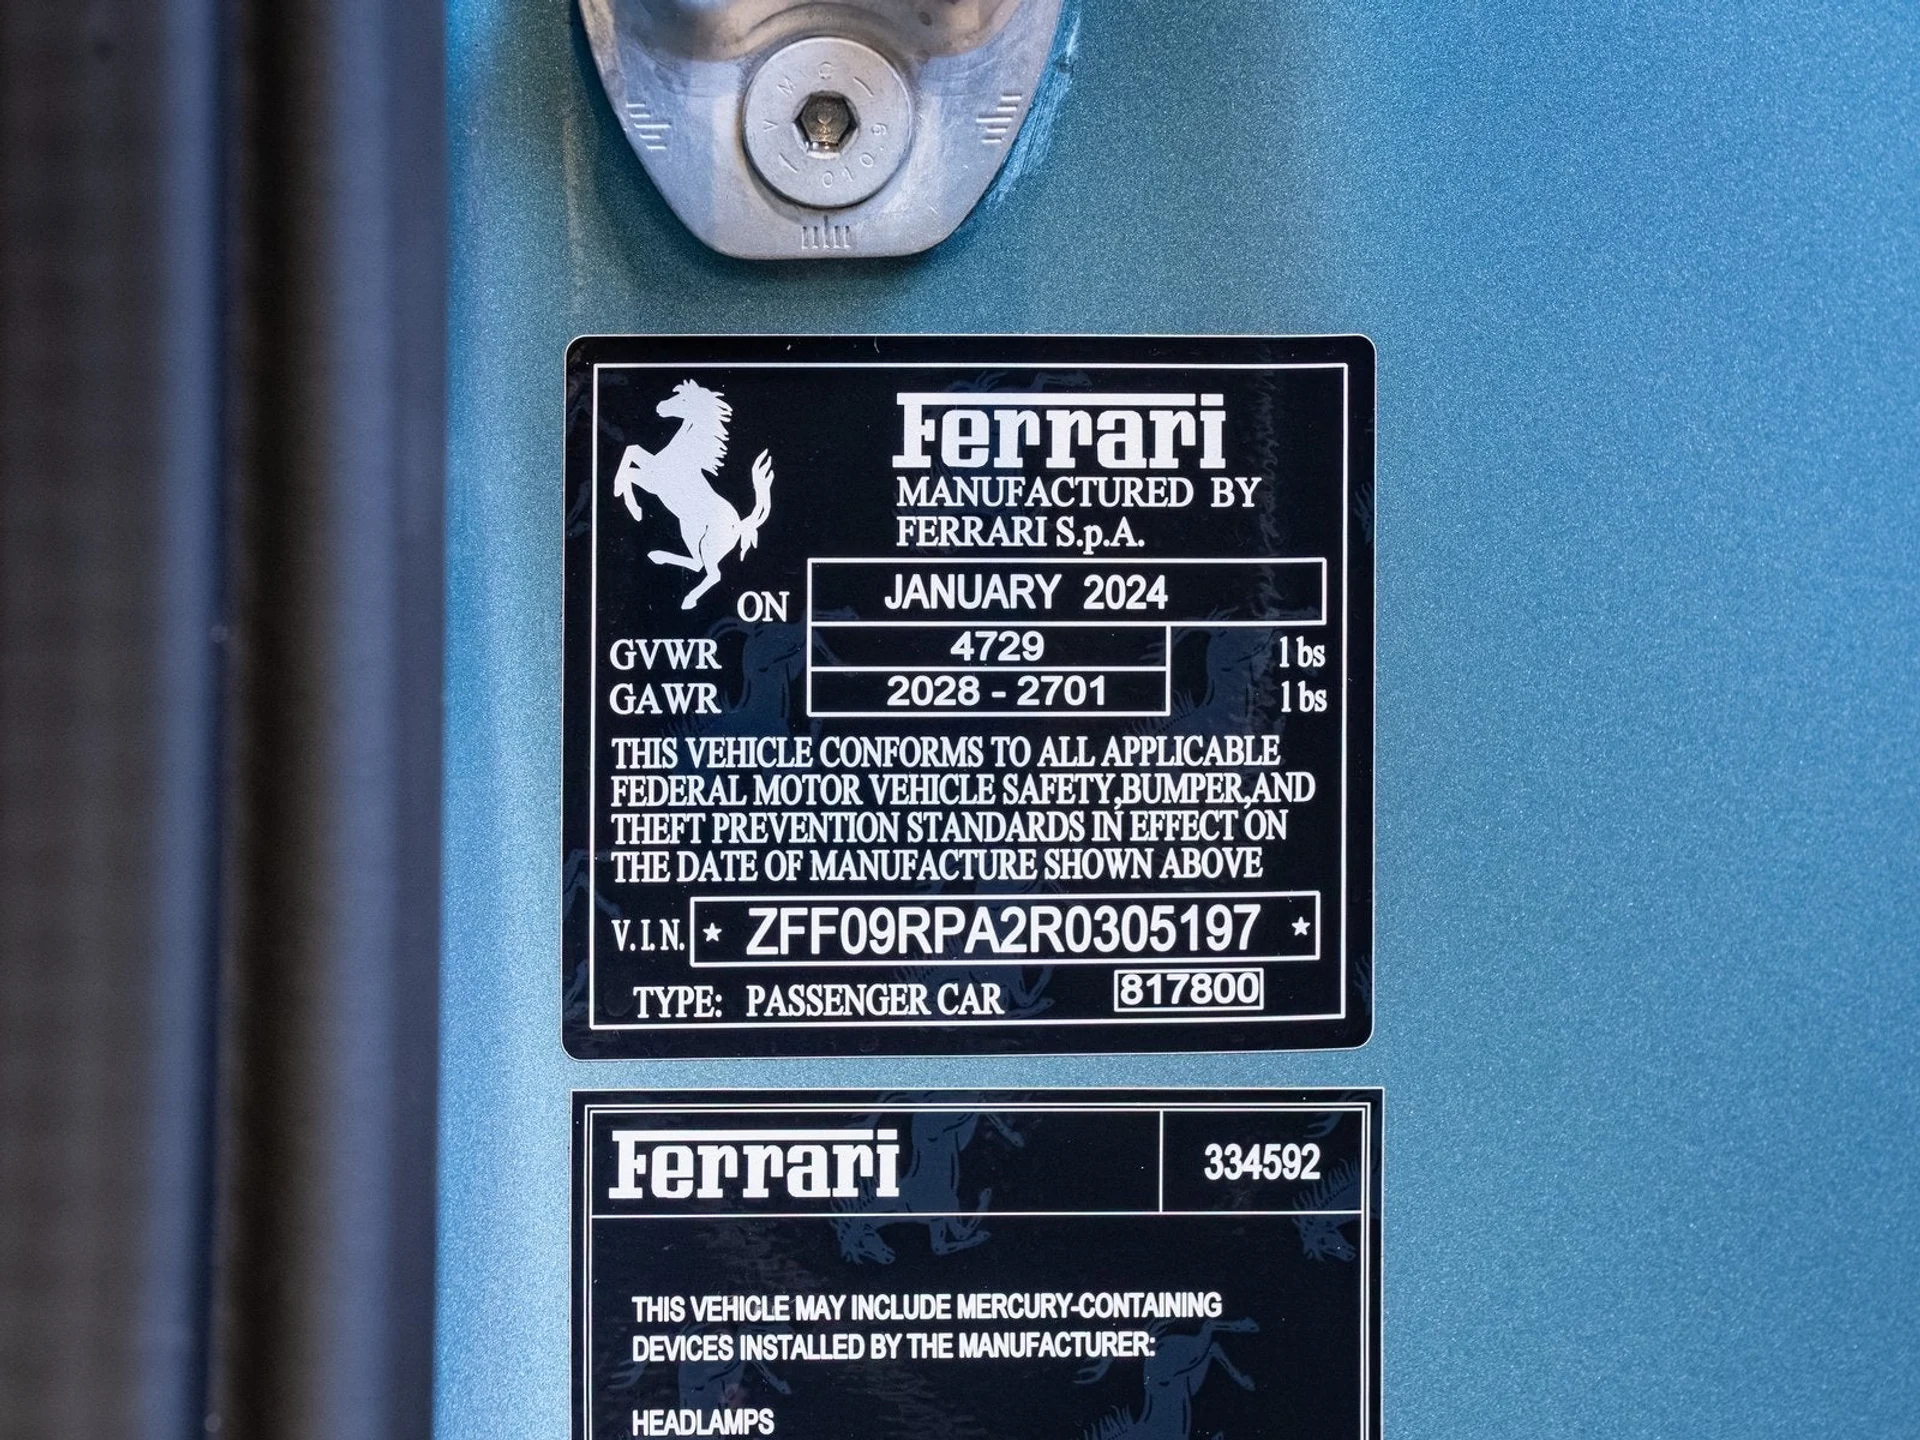 VMC
010.9
Ferrari
MANUFACTURED BY
FERRARI S.p.A.
ON JANUARY 2024
GVWR 4729 lbs
GAWR 2028 - 2701 lbs
THIS VEHICLE CONFORMS TO ALL APPLICABLE
FEDERAL MOTOR VEHICLE SAFETY,BUMPER,AND
THEFT PREVENTION STANDARDS IN EFFECT ON
THE DATE OF MANUFACTURE SHOWN ABOVE
V.I.N. * ZFF09RPA2R0305197 *
TYPE: PASSENGER CAR 817800
Ferrari 334592
THIS VEHICLE MAY INCLUDE MERCURY-CONTAINING
DEVICES INSTALLED BY THE MANUFACTURER:
HEADLAMPS